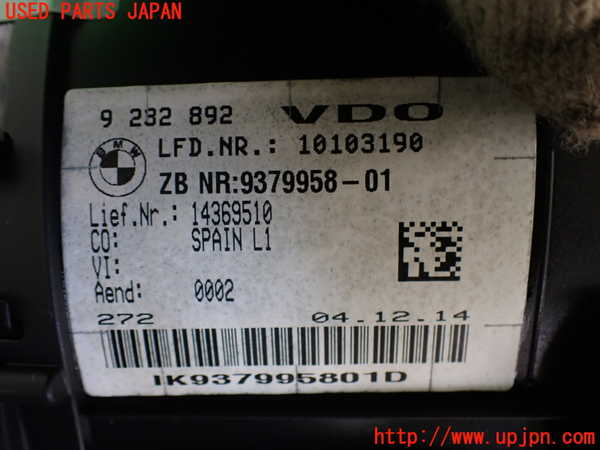 USED PARTS JAPAN
9 232 892 VDO
BMW
LFD.NR.: 10103190
ZB NR:9379958-01
Lief.Nr.: 14369510
CO: SPAIN L1
VI:
Aend: 0002
272 04.12.14
IK937995801D
http://www.upjpn.com